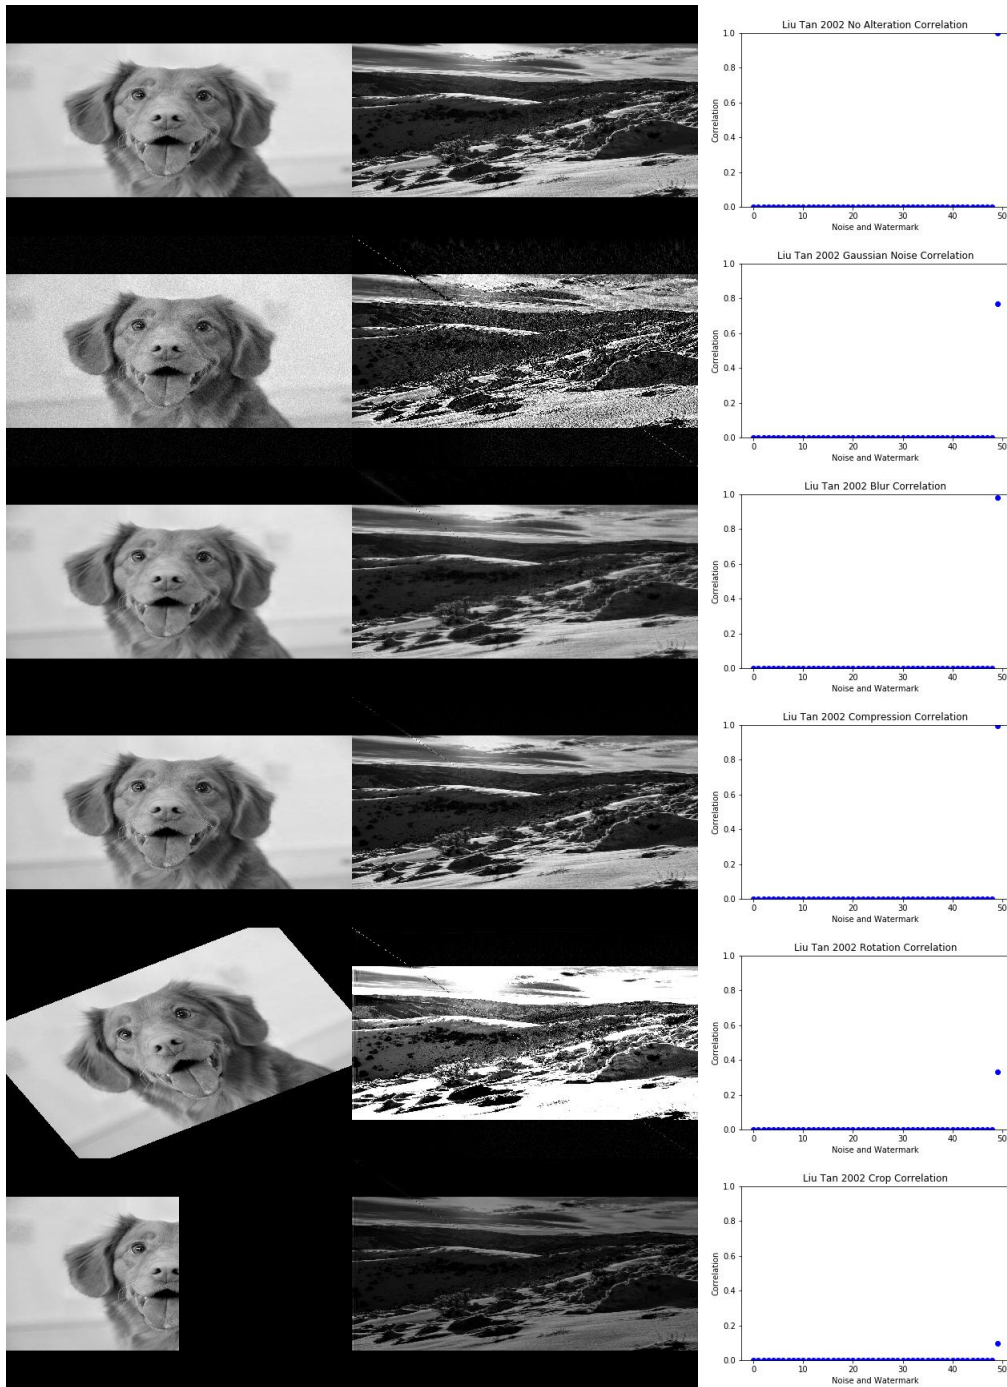 Liu Tan 2002 No Alteration Correlation
1.0
0.8
0.6
0.4
0.2
0.0
Correlation
0 10 20 30 40 50
Noise and Watermark
Liu Tan 2002 Gaussian Noise Correlation
1.0
0.8
0.6
0.4
0.2
0.0
Correlation
0 10 20 30 40 50
Noise and Watermark
Liu Tan 2002 Blur Correlation
1.0
0.8
0.6
0.4
0.2
0.0
Correlation
0 10 20 30 40 50
Noise and Watermark
Liu Tan 2002 Compression Correlation
1.0
0.8
0.6
0.4
0.2
0.0
Correlation
0 10 20 30 40 50
Noise and Watermark
Liu Tan 2002 Rotation Correlation
1.0
0.8
0.6
0.4
0.2
0.0
Correlation
0 10 20 30 40 50
Noise and Watermark
Liu Tan 2002 Crop Correlation
1.0
0.8
0.6
0.4
0.2
0.0
Correlation
0 10 20 30 40 50
Noise and Watermark